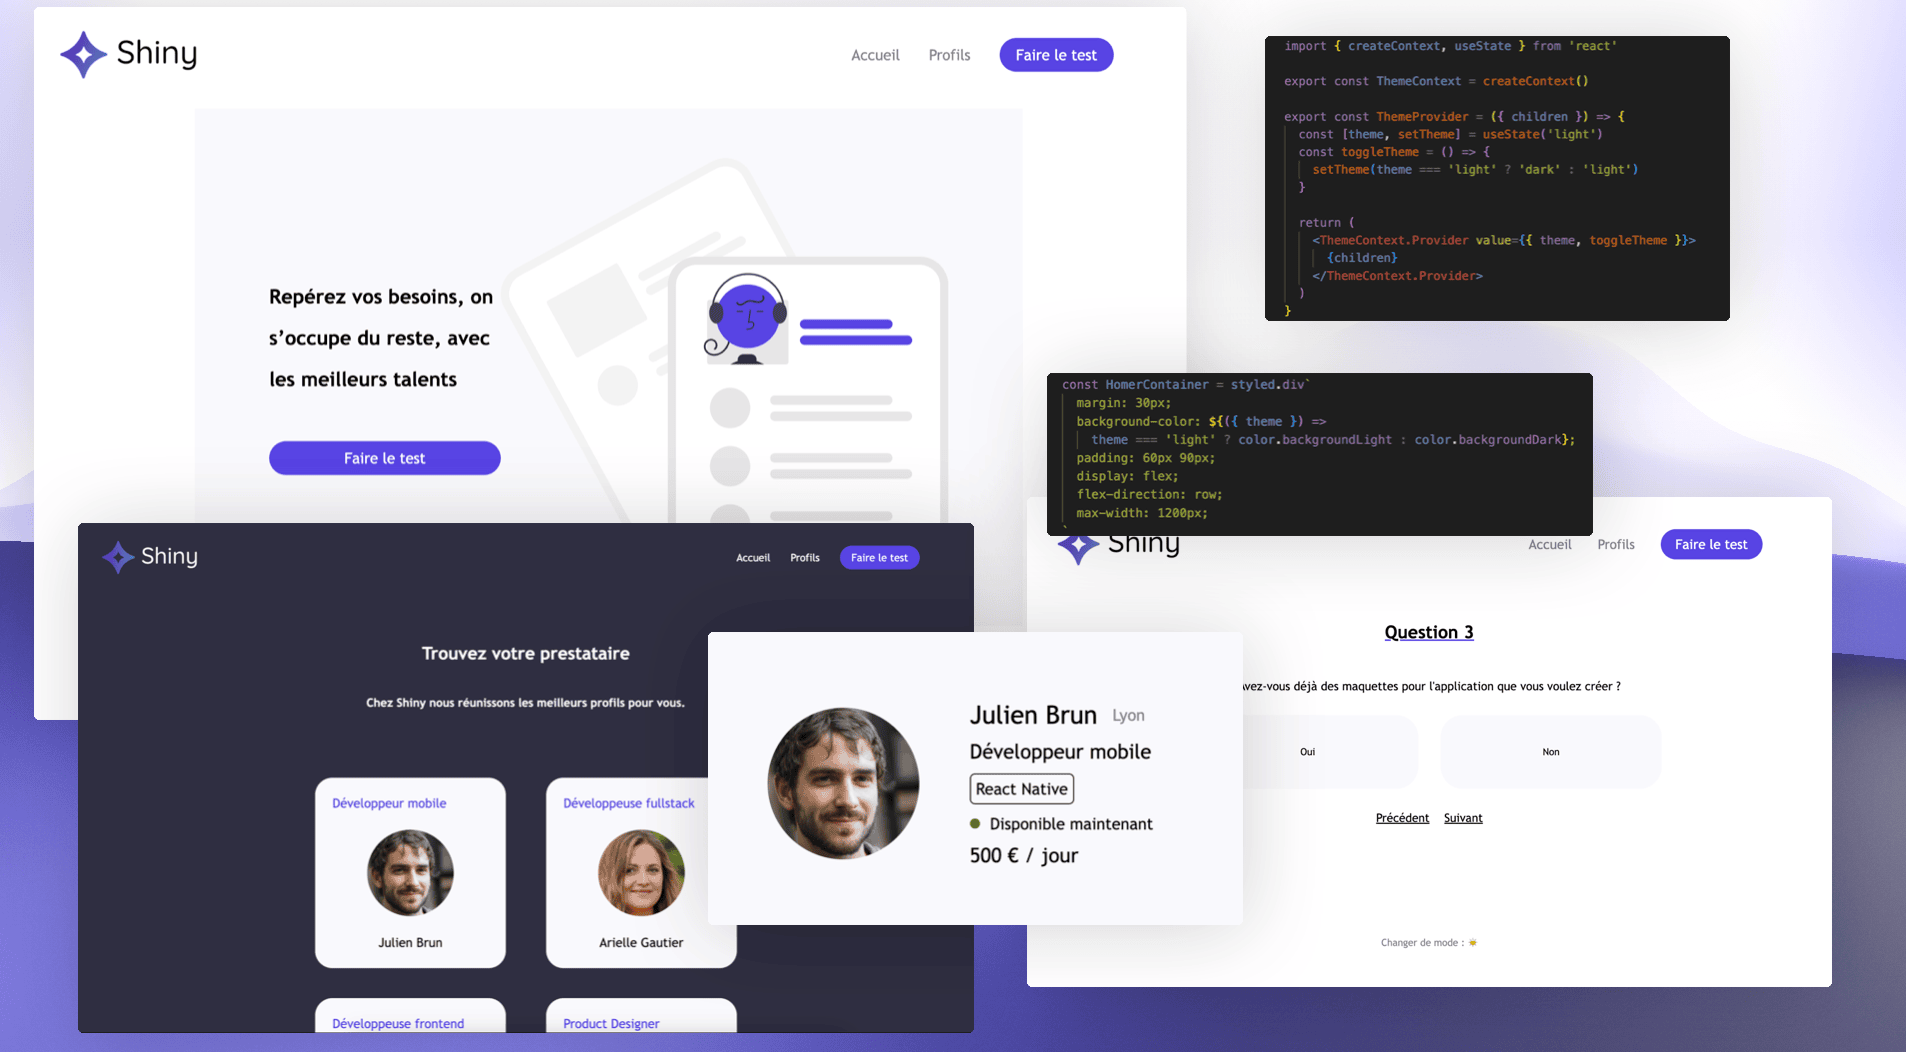 Shiny
Accueil
Profils
Faire le test
Repérez vos besoins, on
s’occupe du reste, avec
les meilleurs talents
Faire le test
import { createContext, useState } from 'react'
export const ThemeContext = createContext()
export const ThemeProvider = ({ children }) => {
const [theme, setTheme] = useState('light')
const toggleTheme = () => {
setTheme(theme === 'light' ? 'dark' : 'light')
}
return (
<ThemeContext.Provider value={{ theme, toggleTheme }}>
{children}
</ThemeContext.Provider>
)
}
const HomerContainer = styled.div`
margin: 30px;
background-color: ${({ theme }) =>
theme === 'light' ? color.backgroundLight : color.backgroundDark};
padding: 60px 90px;
display: flex;
flex-direction: row;
max-width: 1200px;
`
Shiny
Accueil
Profils
Faire le test
Trouvez votre prestataire
Chez Shiny nous réunissons les meilleurs profils pour vous.
Développeur mobile
Julien Brun
Développeuse fullstack
Arielle Gautier
Développeuse frontend
Product Designer
Julien Brun Lyon
Développeur mobile
React Native
Disponible maintenant
500 € / jour
Shiny
Accueil
Profils
Faire le test
Question 3
Avez-vous déjà des maquettes pour l'application que vous voulez créer ?
Oui
Non
Précédent
Suivant
Changer de mode :